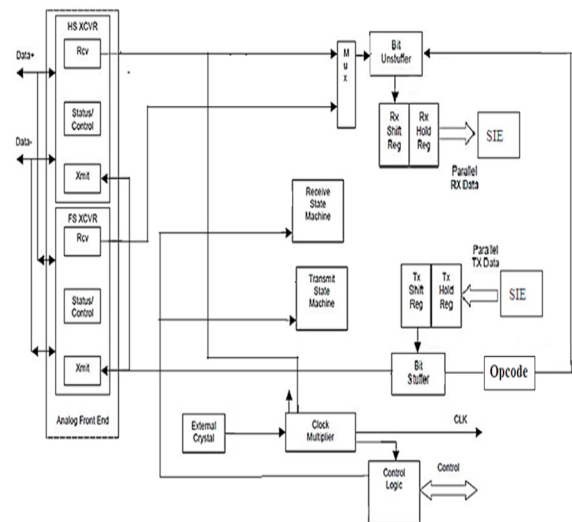 HS XCVR
Rcv
Data+
Status/
Control
Data-
Xmit
FS XCVR
Rcv
Status/
Control
Xmit
Analog Front End
M
u
x
Bit
Unstuffer
Rx
Shift
Reg
Rx
Hold
Reg
SIE
Parallel
RX Data
Receive
State
Machine
Transmit
State
Machine
Parallel
TX Data
Tx
Shift
Reg
Tx
Hold
Reg
SIE
Bit
Stuffer
Opcode
External
Crystal
Clock
Multiplier
CLK
Control
Logic
Control